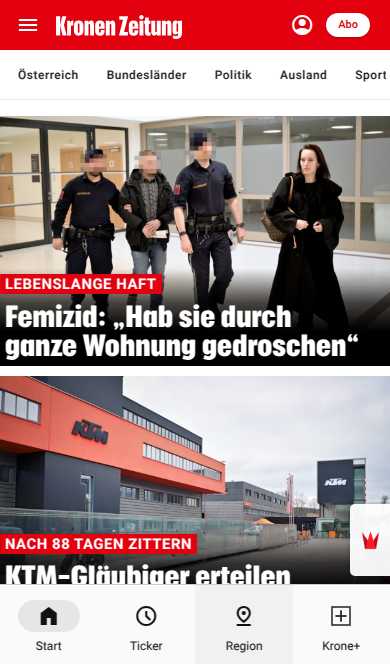 Kronen Zeitung
Abo
Österreich Bundesländer Politik Ausland Sport
LEBENSLANGE HAFT
Femizid: „Hab sie durch
ganze Wohnung gedroschen“
KTM
KTM
NACH 88 TAGEN ZITTERN
KTM-Gläubiger erteilen
Start Ticker Region Krone+